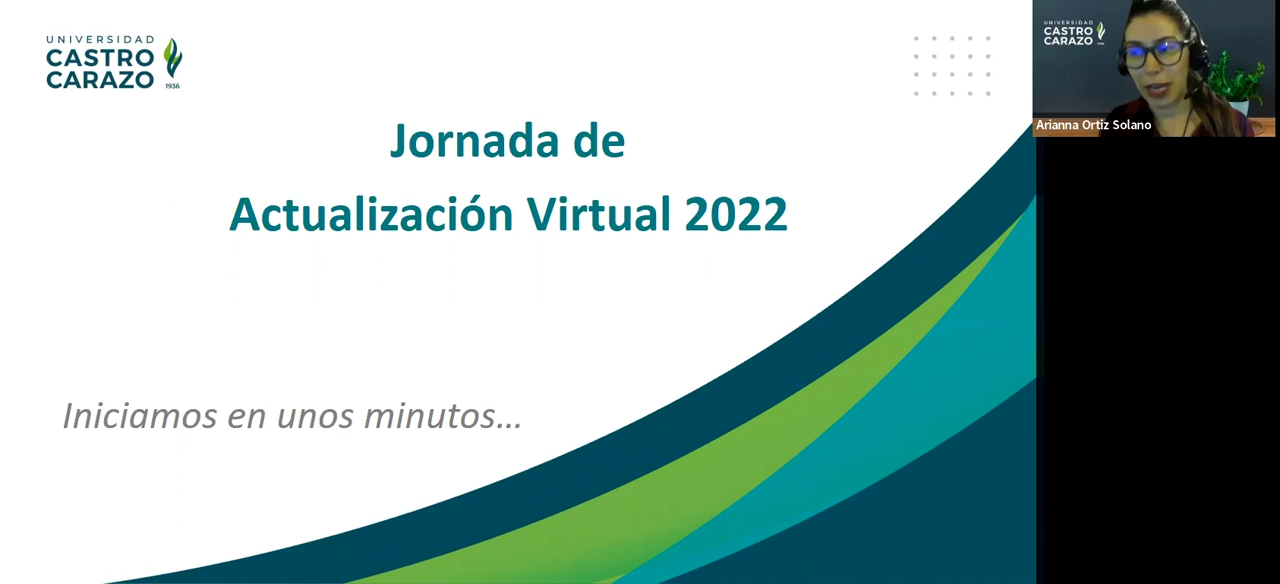 UNIVERSIDAD
CASTRO
CARAZO
1936
Jornada de
Actualización Virtual 2022
Iniciamos en unos minutos...
UNIVERSIDAD
CASTRO
CARAZO
Arianna Ortiz Solano